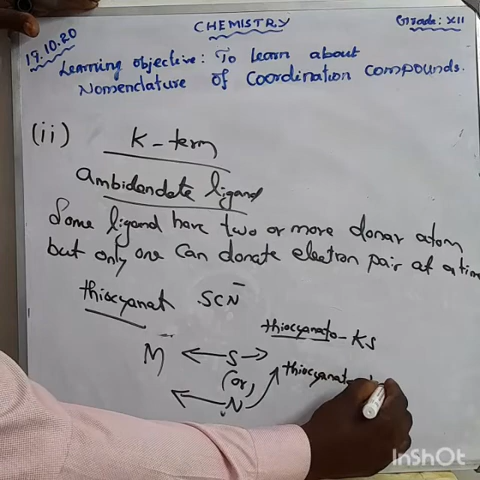 19.10.20
CHEMISTRY
Grade: XII
Learning objective: To learn about
Nomenclature of Coordination Compounds.
(ii) K-term
Ambidendate ligand
Some ligand have two or more donar atom
but only one can donate electron pair at a time
thiocyanat SCN⁻
thiocyanato-KS
M S
(or)
thiocyanato
N
InShOt